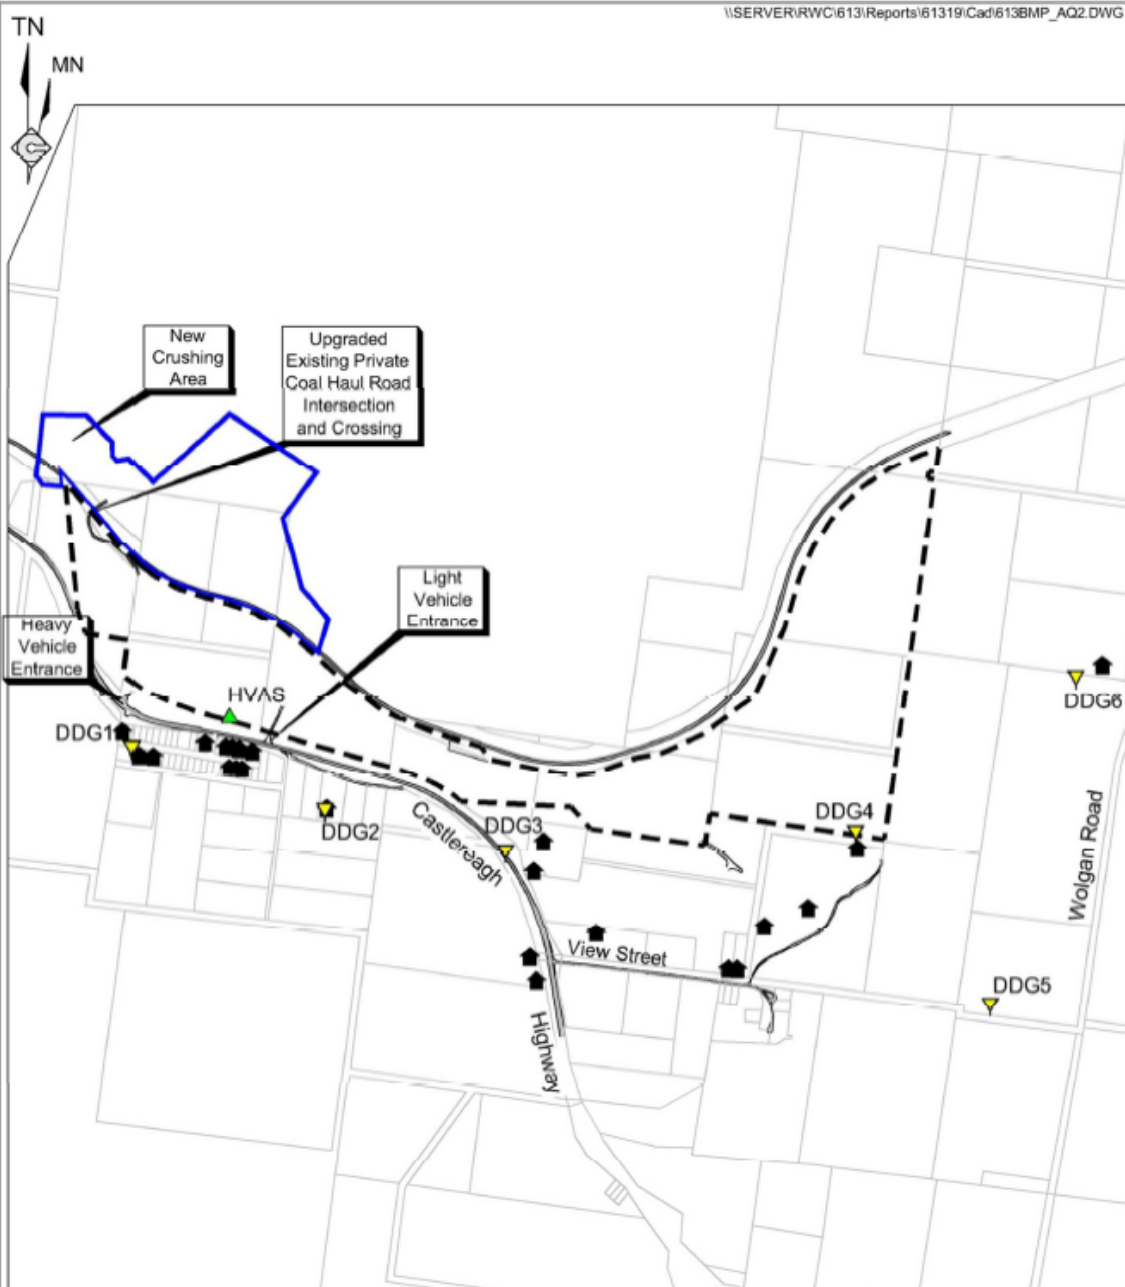 \\SERVER\RWC\613\Reports\61319\Cad\613BMP_AQ2.DWG
TN
MN
New
Crushing
Area
Upgraded
Existing Private
Coal Haul Road
Intersection
and Crossing
Light
Vehicle
Entrance
Heavy
Vehicle
Entrance
HVAS
DDG1
DDG2
Castlereagh
DDG3
DDG4
DDG6
Wolgan Road
View Street
DDG5
Highway